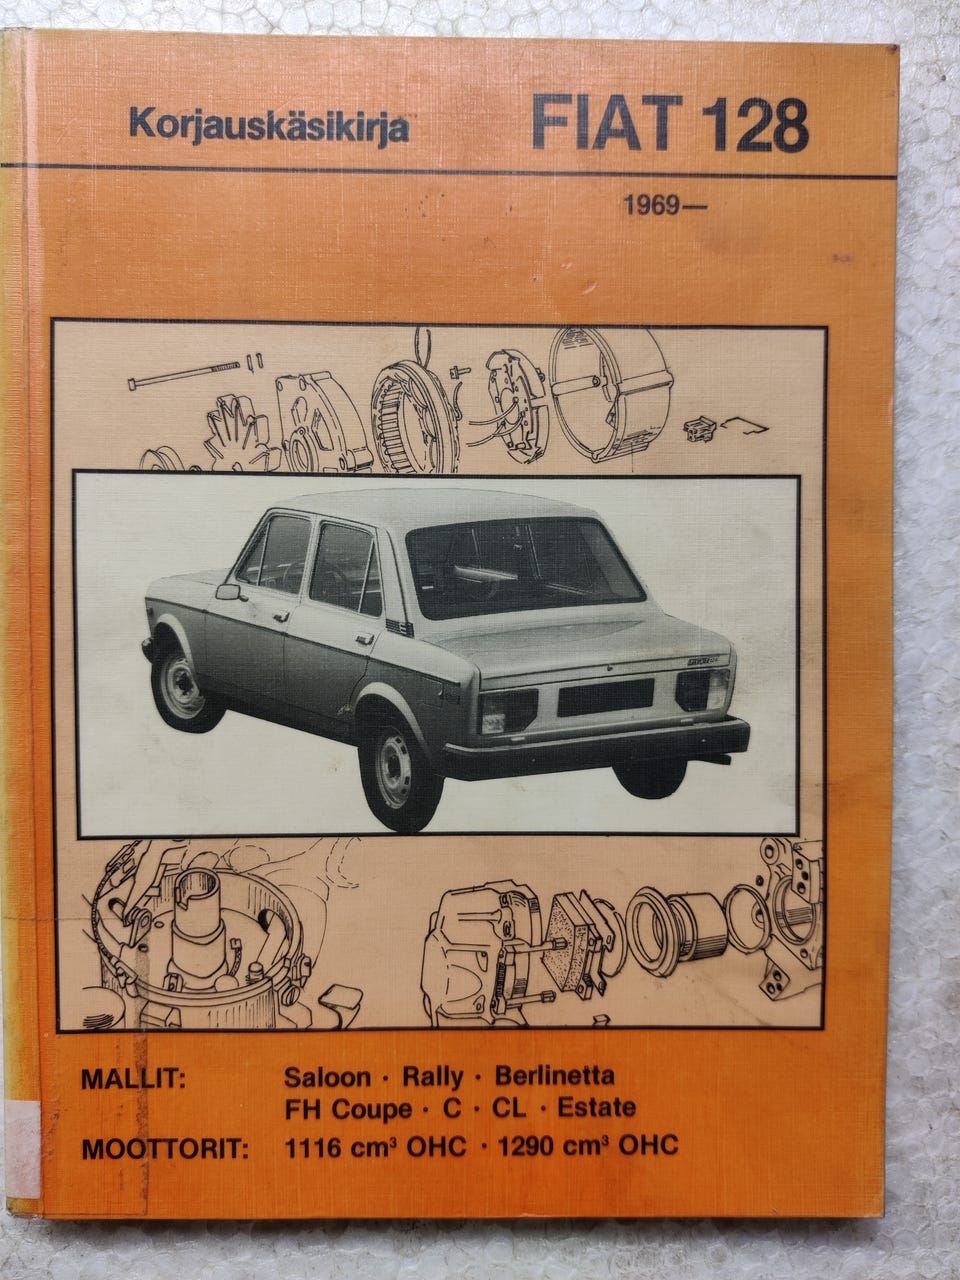 Korjauskäsikirja
FIAT 128
1969—
MALLIT: Saloon · Rally · Berlinetta
FH Coupe · C · CL · Estate
MOOTTORIT: 1116 cm³ OHC · 1290 cm³ OHC